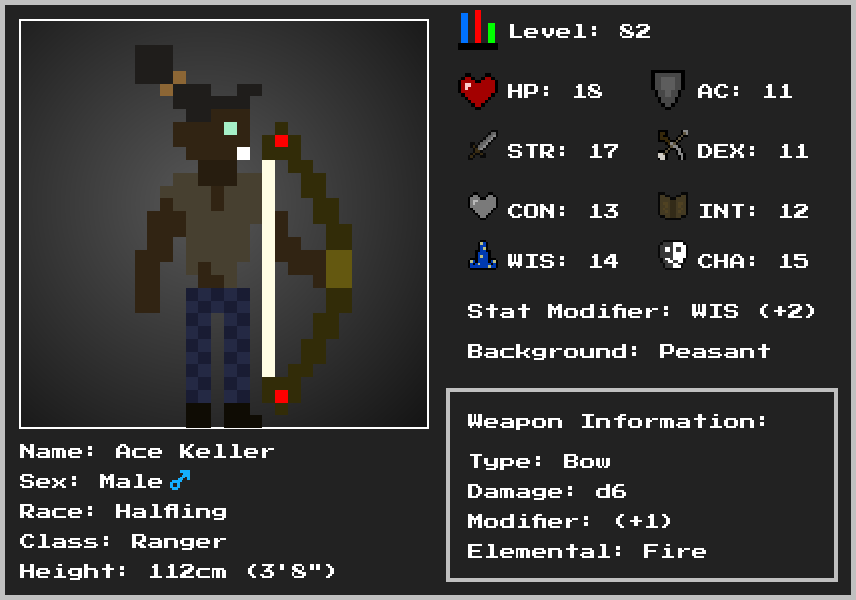 Level: 82
HP: 18
AC: 11
STR: 17
DEX: 11
CON: 13
INT: 12
WIS: 14
CHA: 15
Stat Modifier: WIS (+2)
Background: Peasant
Weapon Information:
Type: Bow
Damage: d6
Modifier: (+1)
Elemental: Fire
Name: Ace Keller
Sex: Male ♂
Race: Halfling
Class: Ranger
Height: 112cm (3'8")